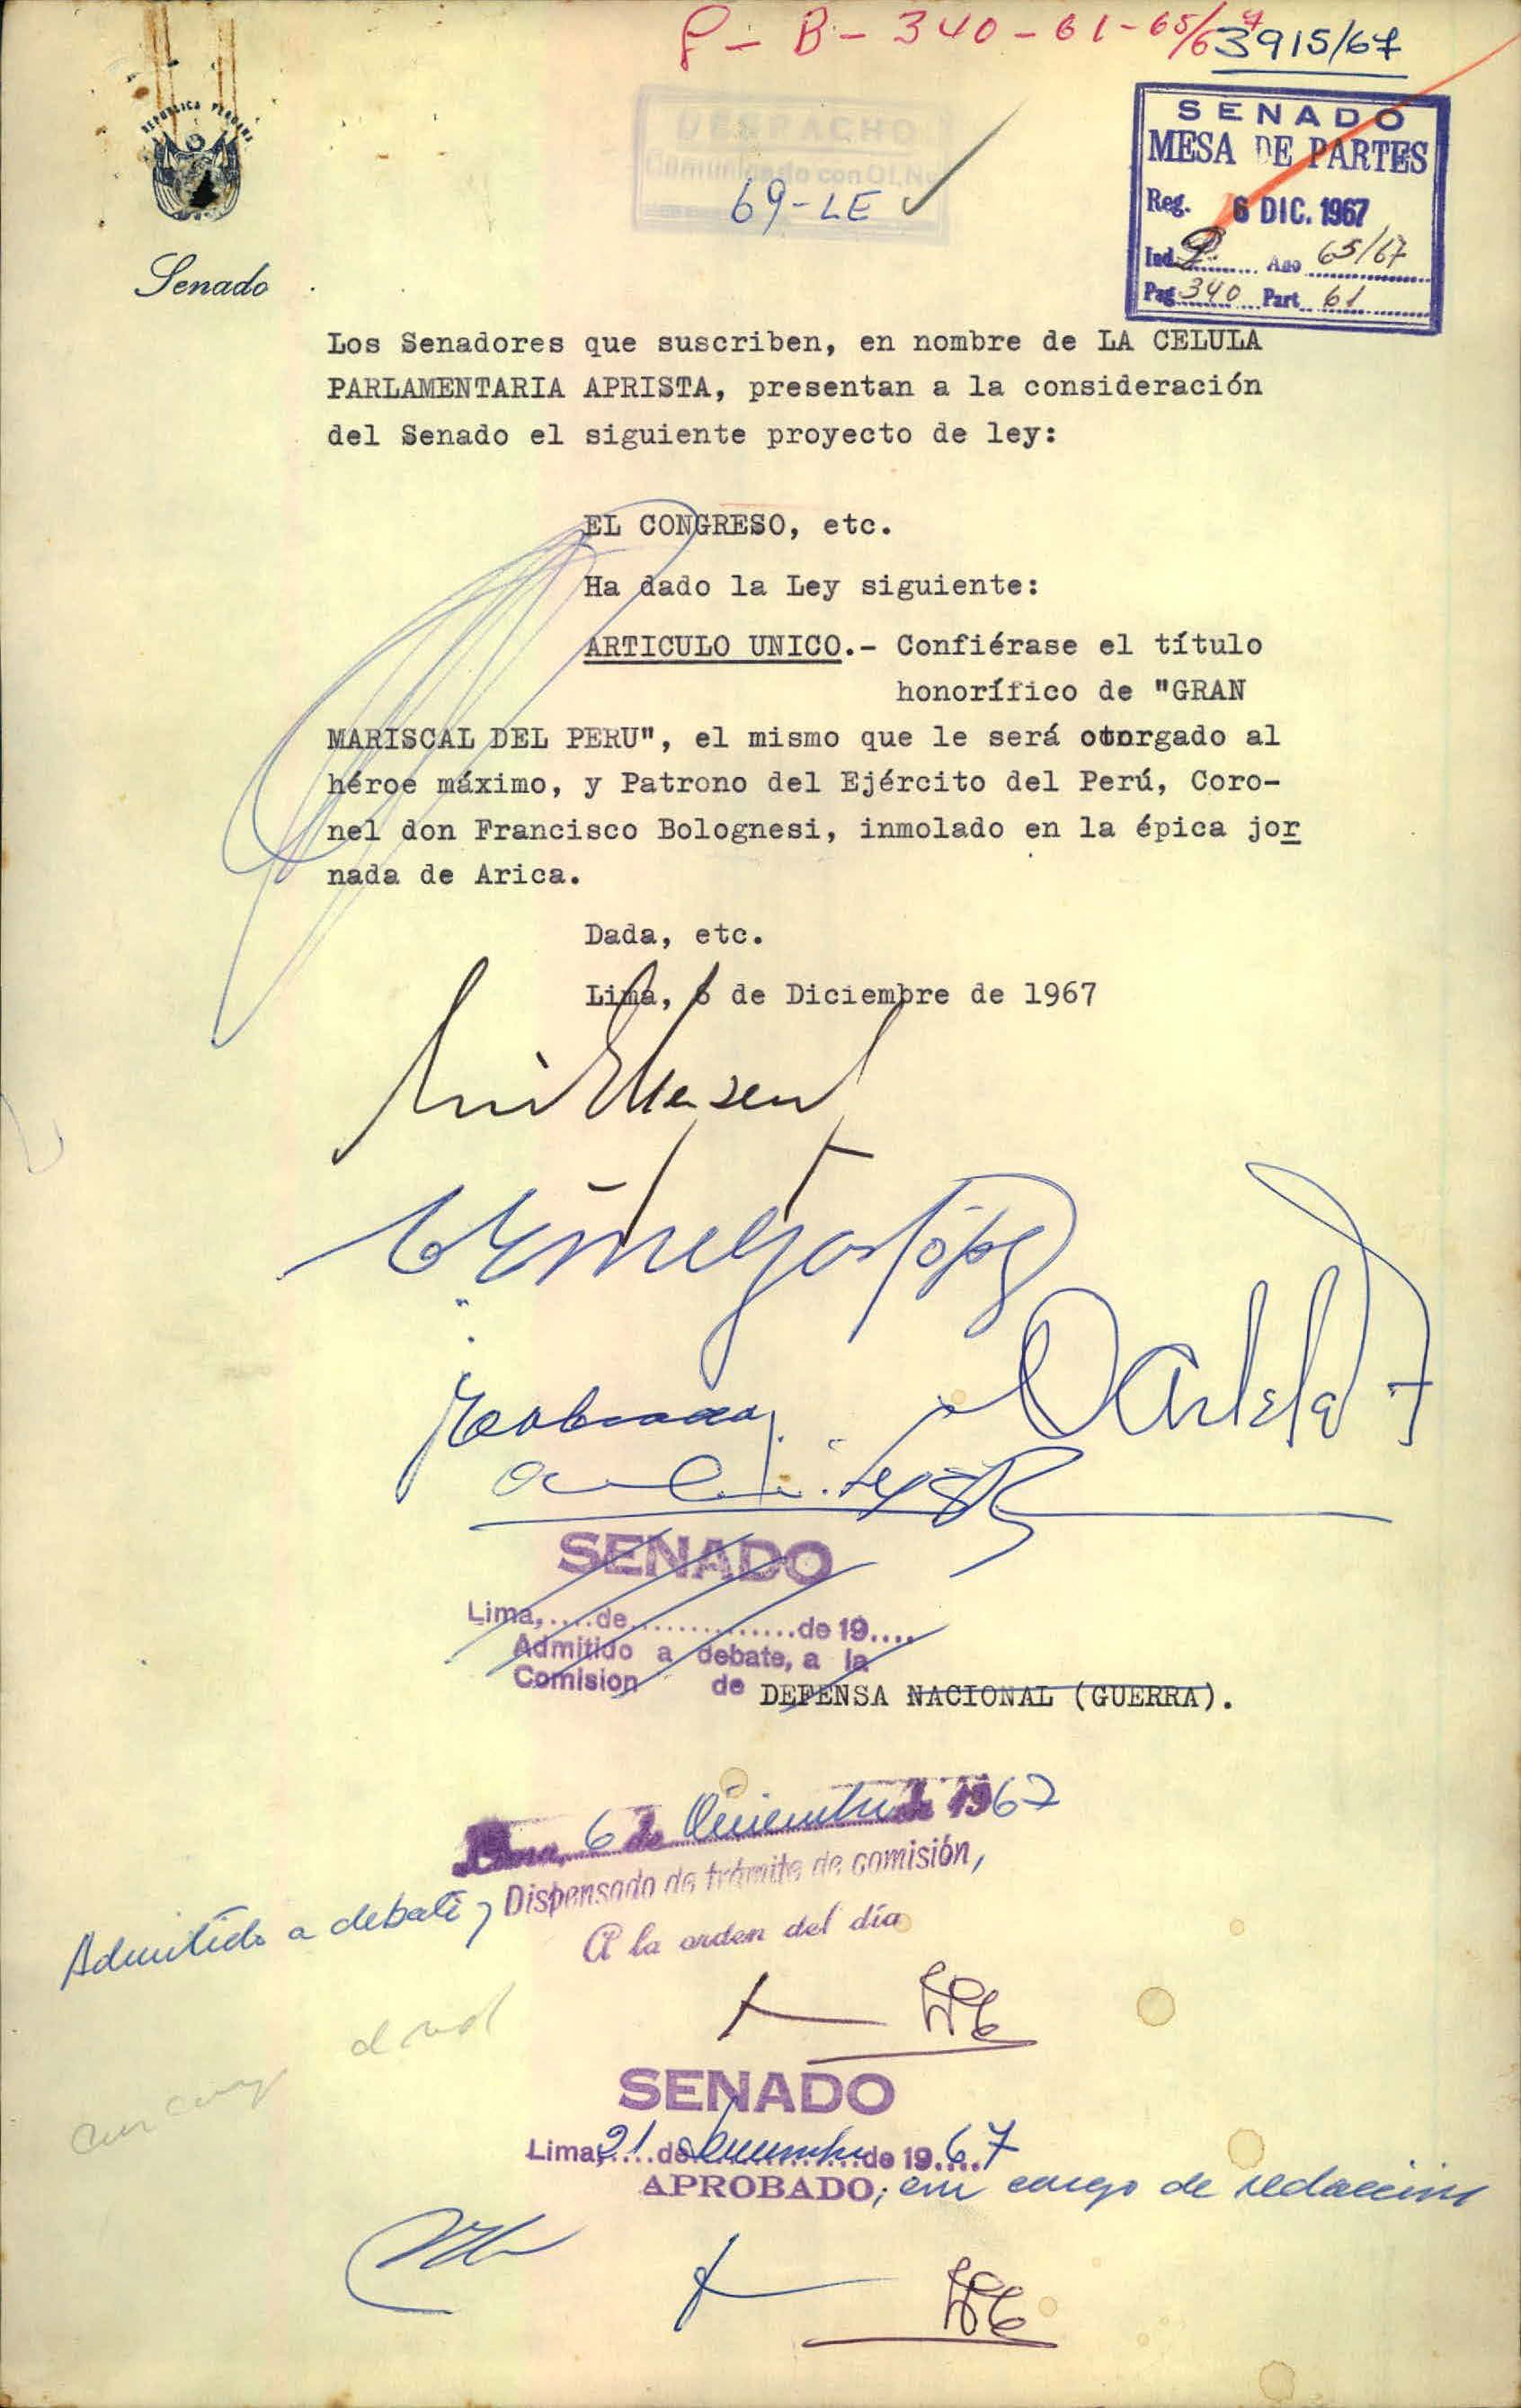 P - B - 340 - 61 - 65/67
3915/67
REPUBLICA PERUANA
DESPACHO
Comunicado con Of. No
69-LE
SENADO
MESA DE PARTES
Reg. 6 DIC. 1967
Ind. P. Año 65/67
Pag 340 Part. 61
Senado
Los Senadores que suscriben, en nombre de LA CELULA
PARLAMENTARIA APRISTA, presentan a la consideración
del Senado el siguiente proyecto de ley:
EL CONGRESO, etc.
Ha dado la Ley siguiente:
ARTICULO UNICO.- Confiérase el título
honorífico de "GRAN
MARISCAL DEL PERU", el mismo que le será otorgado al
héroe máximo, y Patrono del Ejército del Perú, Coro-
nel don Francisco Bolognesi, inmolado en la épica jor
nada de Arica.
Dada, etc.
Lima, 6 de Diciembre de 1967
SENADO
Lima,....de...............de 19....
Admitido a debate, a la
Comision de DEFENSA NACIONAL (GUERRA).
Lima, 6 de Diciembre de 1967
Admitido a debate y Dispensado de trámite de comisión,
A la orden del día
SENADO
Lima, 21 de Diciembre de 1967
APROBADO; con cargo de redacción